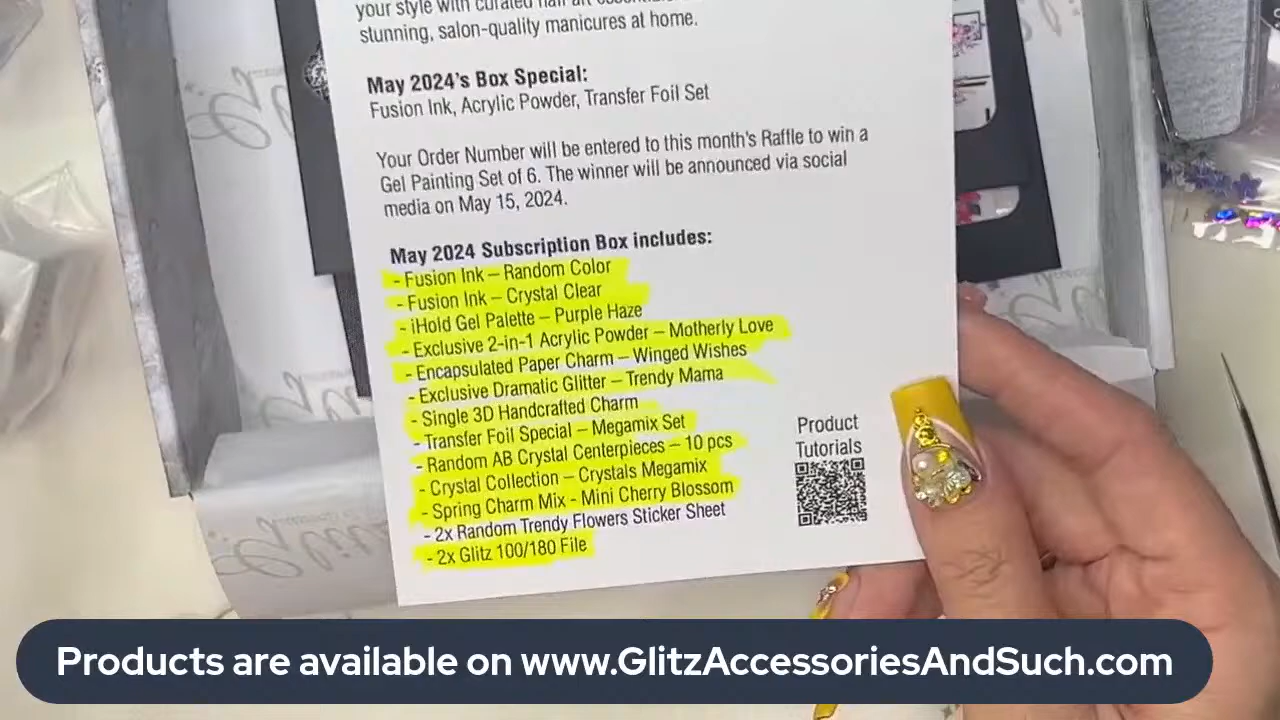 your style with curated nail art
stunning, salon-quality manicures at home.
May 2024's Box Special:
Fusion Ink, Acrylic Powder, Transfer Foil Set
Your Order Number will be entered to this month's Raffle to win a
Gel Painting Set of 6. The winner will be announced via social
media on May 15, 2024.
May 2024 Subscription Box includes:
- Fusion Ink – Random Color
- Fusion Ink – Crystal Clear
- iHold Gel Palette – Purple Haze
- Exclusive 2-in-1 Acrylic Powder – Motherly Love
- Encapsulated Paper Charm – Winged Wishes
- Exclusive Dramatic Glitter – Trendy Mama
- Single 3D Handcrafted Charm
- Transfer Foil Special – Megamix Set
- Random AB Crystal Centerpieces – 10 pcs
- Crystal Collection – Crystals Megamix
- Spring Charm Mix - Mini Cherry Blossom
- 2x Random Trendy Flowers Sticker Sheet
- 2x Glitz 100/180 File
Product
Tutorials
Products are available on www.GlitzAccessoriesAndSuch.com